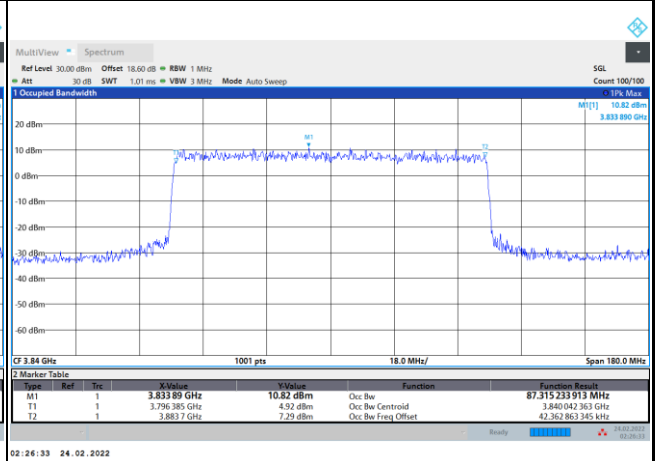 MultiView Spectrum
Ref Level 30.00 dBm Offset 18.60 dB RBW 1 MHz SGL
Att 30 dB SWT 1.01 ms VBW 3 MHz Mode Auto Sweep Count 100/100
1 Occupied Bandwidth 1Pk Max
M1[1] 10.82 dBm
3.833 890 GHz
20 dBm
M1
T1
T2
10 dBm
0 dBm
-10 dBm
-20 dBm
-30 dBm
-40 dBm
-50 dBm
-60 dBm
CF 3.84 GHz 1001 pts 18.0 MHz/ Span 180.0 MHz
2 Marker Table
Type Ref Trc X-Value Y-Value Function Function Result
M1 1 3.833 89 GHz 10.82 dBm Occ Bw 87.315 233 913 MHz
T1 1 3.796 385 GHz 4.92 dBm Occ Bw Centroid 3.840 042 363 GHz
T2 1 3.883 7 GHz 7.29 dBm Occ Bw Freq Offset 42.362 863 345 kHz
Ready 24.02.2022
02:26:33
02:26:33 24.02.2022